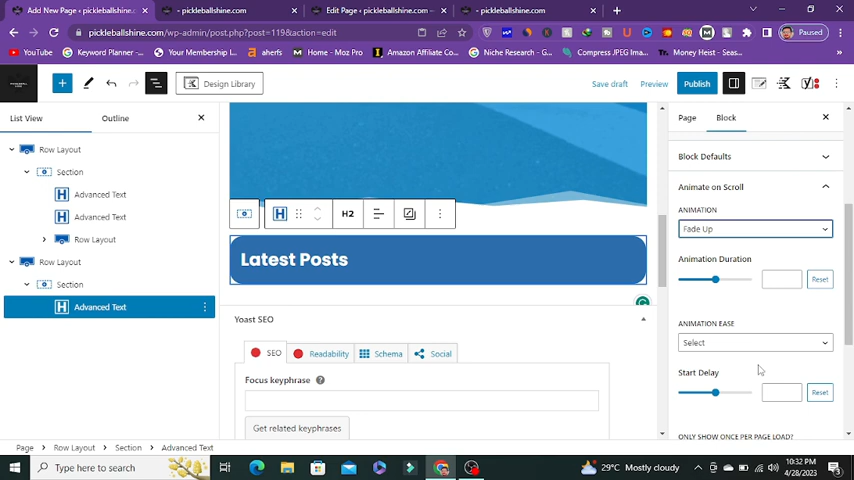 Add New Page ‹ pickleballshine.com
- pickleballshine.com
Edit Page ‹ pickleballshine.com
- pickleballshine.com
pickleballshine.com/wp-admin/post.php?post=119&action=edit
Paused
YouTube
Keyword Planner -
Your Membership |
aherfs
Home - Moz Pro
Amazon Affiliate Co...
Niche Research - G...
Compress JPEG Im...
Money Heist - Seas...
Design Library
Save draft
Preview
Publish
List View
Outline
Page
Block
Row Layout
Section
Advanced Text
Advanced Text
Row Layout
Row Layout
Section
Advanced Text
H2
Latest Posts
Yoast SEO
SEO
Readability
Schema
Social
Focus keyphrase
Get related keyphrases
Block Defaults
Animate on Scroll
ANIMATION
Fade Up
Animation Duration
Reset
ANIMATION EASE
Select
Start Delay
Reset
ONLY SHOW ONCE PER PAGE LOAD?
Page
Row Layout
Section
Advanced Text
Type here to search
29°C Mostly cloudy
10:32 PM
4/28/2023
3